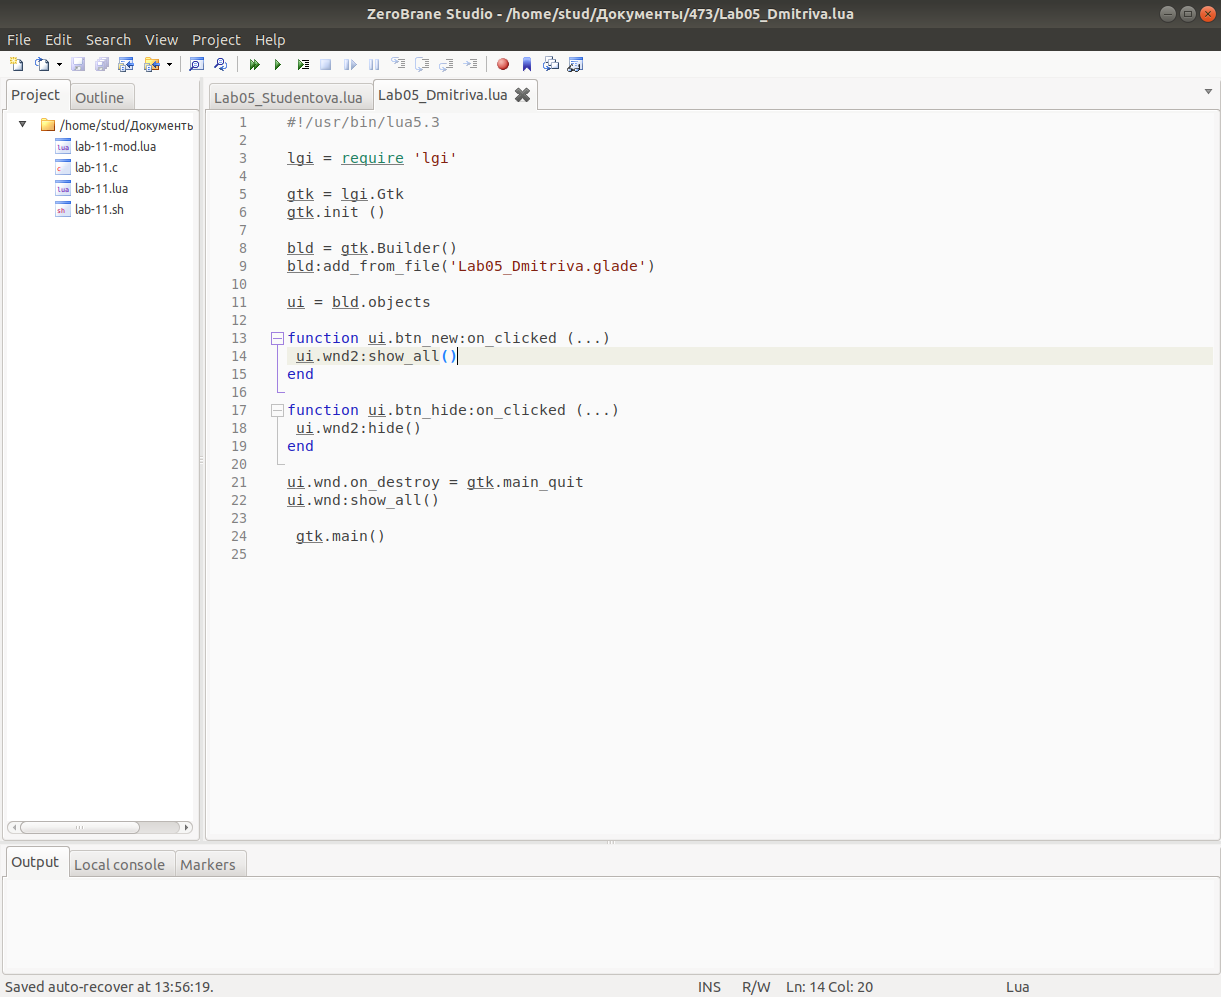 ZeroBrane Studio - /home/stud/Документы/473/Lab05_Dmitriva.lua
File Edit Search View Project Help
Project Outline
/home/stud/Документь
lab-11-mod.lua
lab-11.c
lab-11.lua
lab-11.sh
Lab05_Studentova.lua Lab05_Dmitriva.lua
1 #!/usr/bin/lua5.3
2
3 lgi = require 'lgi'
4
5 gtk = lgi.Gtk
6 gtk.init ()
7
8 bld = gtk.Builder()
9 bld:add_from_file('Lab05_Dmitriva.glade')
10
11 ui = bld.objects
12
13 function ui.btn_new:on_clicked (...)
14 ui.wnd2:show_all()
15 end
16
17 function ui.btn_hide:on_clicked (...)
18 ui.wnd2:hide()
19 end
20
21 ui.wnd.on_destroy = gtk.main_quit
22 ui.wnd:show_all()
23
24 gtk.main()
25
Output Local console Markers
Saved auto-recover at 13:56:19. INS R/W Ln: 14 Col: 20 Lua